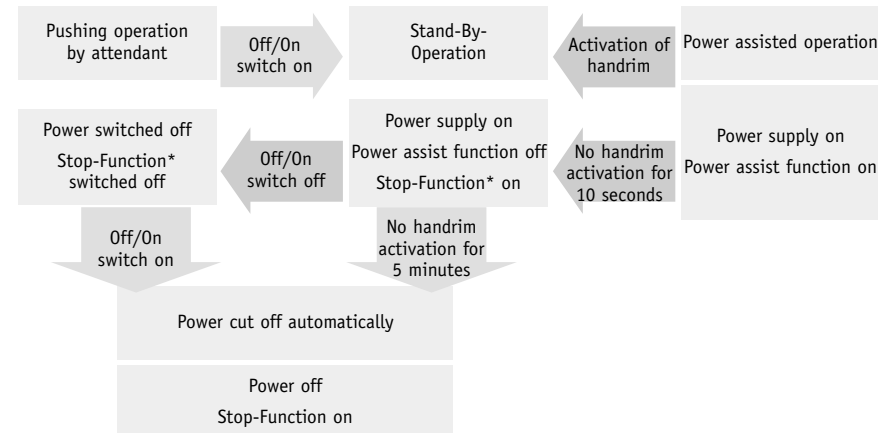 Pushing operation
by attendant
Off/On
switch on
Stand-By-
Operation
Activation of
handrim
Power assisted operation
Power switched off
Stop-Function*
switched off
Off/On
switch off
Power supply on
Power assist function off
Stop-Function* on
No handrim
activation for
10 seconds
Power supply on
Power assist function on
Off/On
switch on
No handrim
activation for
5 minutes
Power cut off automatically
Power off
Stop-Function on